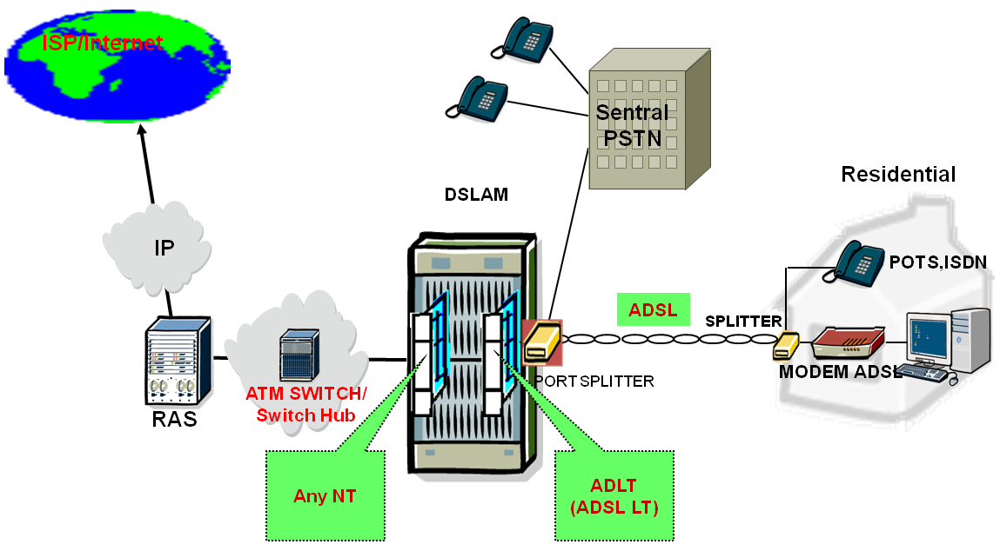 ISP/Internet
Sentral
PSTN
Residential
DSLAM
IP
POTS,ISDN
ADSL
SPLITTER
MODEM ADSL
PORT SPLITTER
ATM SWITCH/
Switch Hub
RAS
Any NT
ADLT
(ADSL LT)